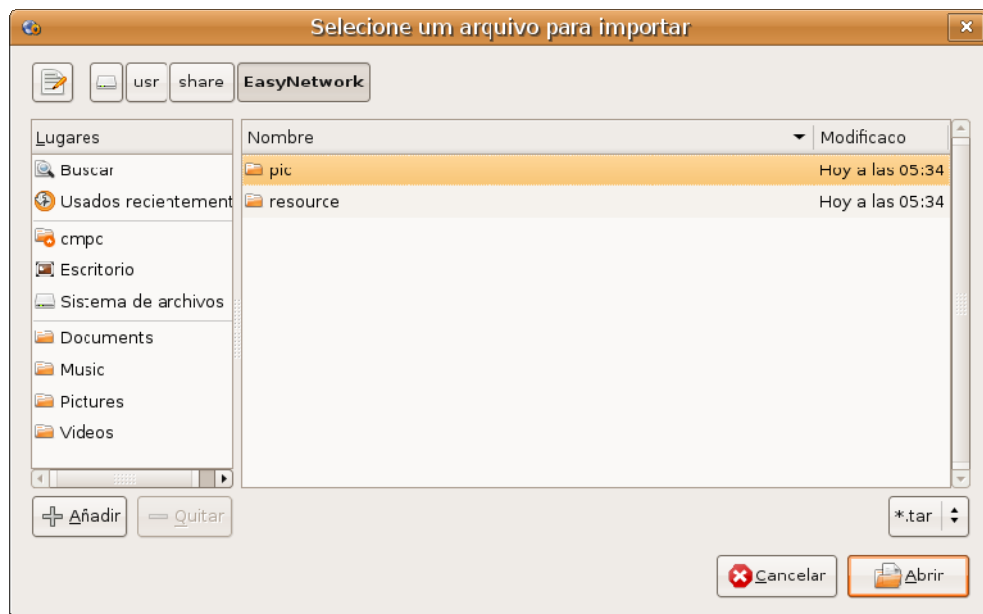 Selecione um arquivo para importar
usr share EasyNetwork
Lugares
Nombre Modificaco
Buscar
pic Hoy a las 05:34
Usados recientement
resource Hoy a las 05:34
cmpc
Escritorio
Sistema de archivos
Documents
Music
Pictures
Videos
Añadir Quitar
*.tar
Cancelar Abrir